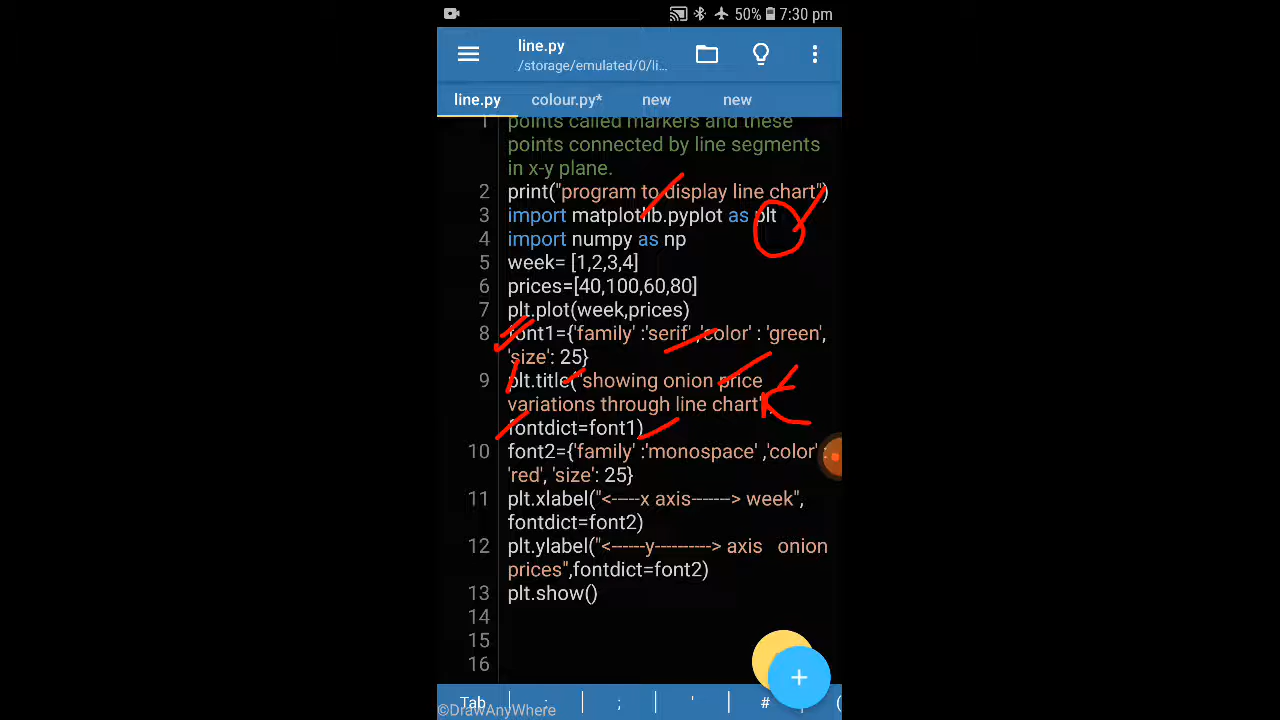 50% 7:30 pm
line.py
/storage/emulated/0/li...
line.py colour.py* new new
1 points called markers and these
points connected by line segments
in x-y plane.
2 print("program to display line chart")
3 import matplotlib.pyplot as plt
4 import numpy as np
5 week= [1,2,3,4]
6 prices=[40,100,60,80]
7 plt.plot(week,prices)
8 font1={'family' :'serif' ,'color' : 'green',
'size': 25}
9 plt.title("showing onion price
variations through line chart",
fontdict=font1)
10 font2={'family' :'monospace' ,'color' :
'red', 'size': 25}
11 plt.xlabel("<-----x axis-------> week",
fontdict=font2)
12 plt.ylabel("<------y----------> axis   onion
prices",fontdict=font2)
13 plt.show()
14
15
16
+
Tab : ; ' # (
©DrawAnyWhere